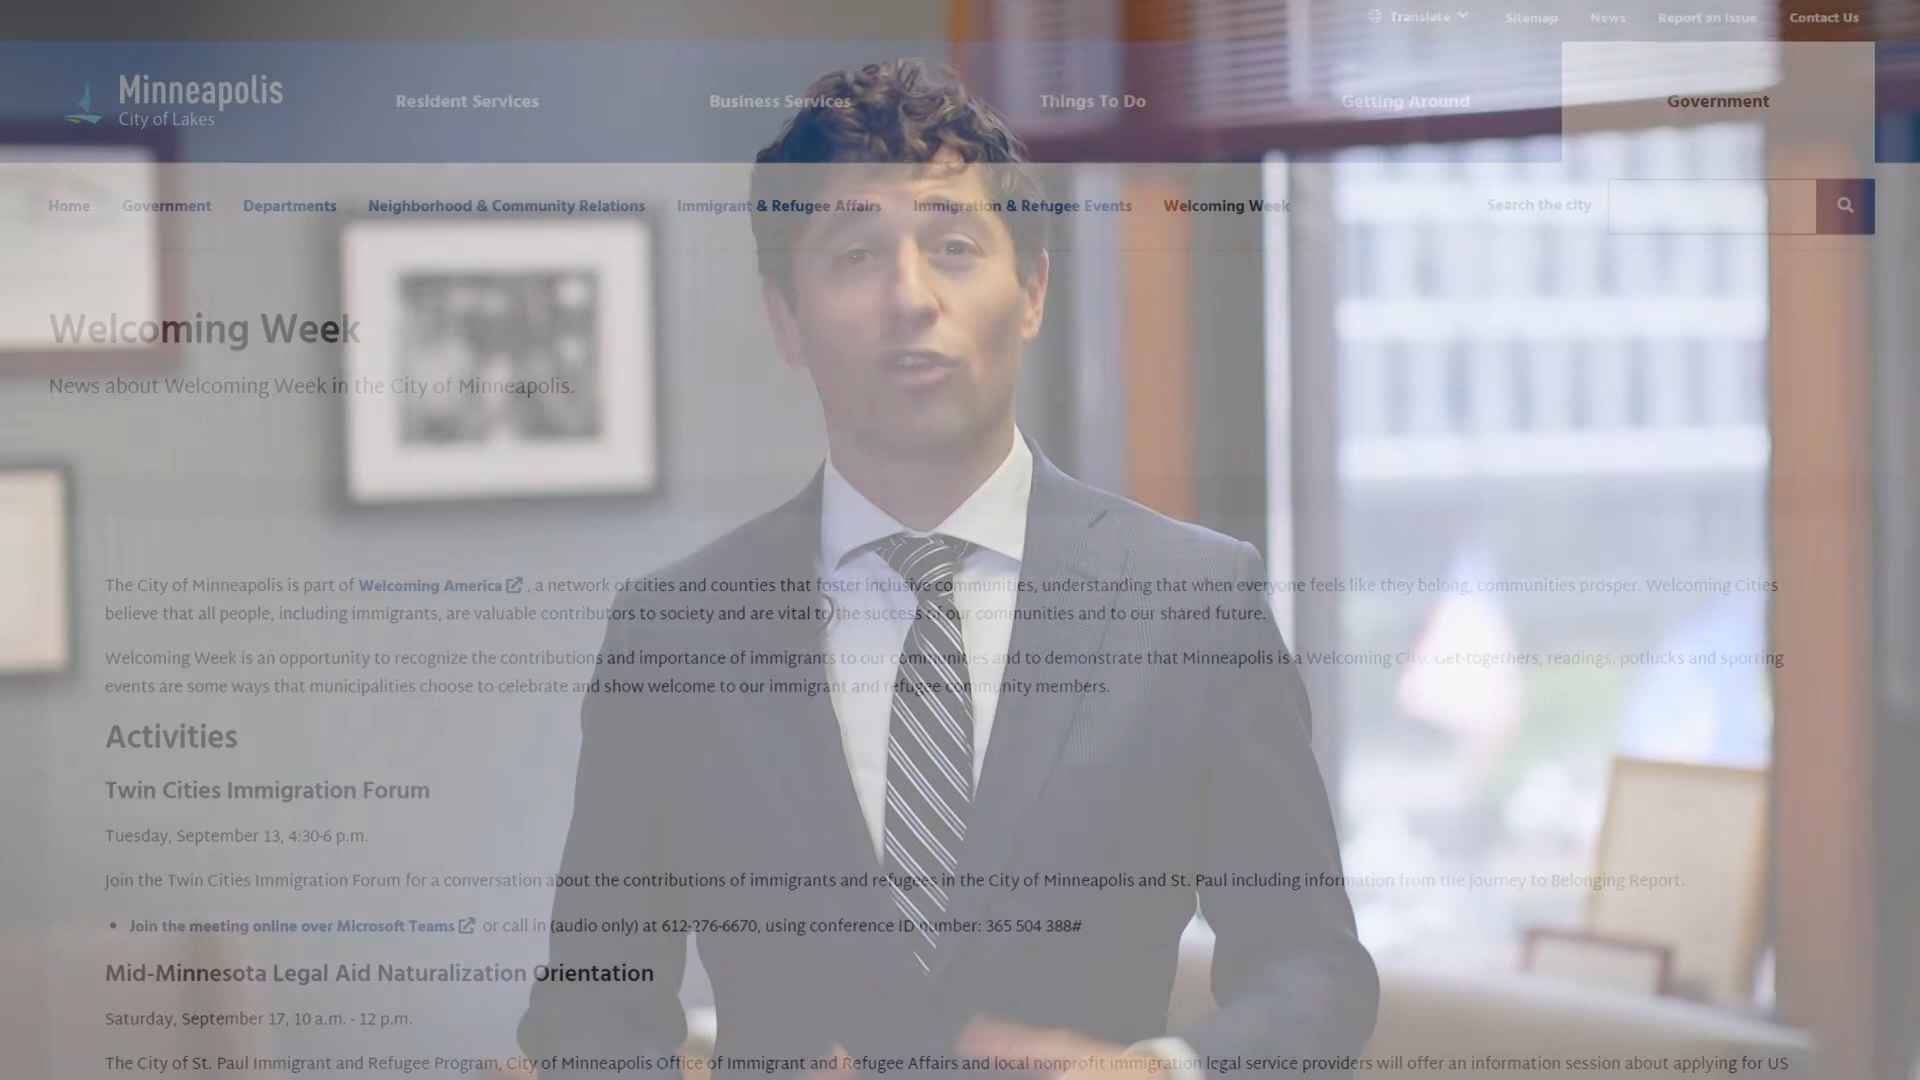 Translate
Sitemap
News
Report an Issue
Contact Us
Minneapolis
City of Lakes
Resident Services
Business Services
Things To Do
Getting Around
Government
Home
Government
Departments
Neighborhood & Community Relations
Immigrant & Refugee Affairs
Immigration & Refugee Events
Welcoming Week
Search the city
Welcoming Week
News about Welcoming Week in the City of Minneapolis.
The City of Minneapolis is part of Welcoming America , a network of cities and counties that foster inclusive communities, understanding that when everyone feels like they belong, communities prosper. Welcoming Cities
believe that all people, including immigrants, are valuable contributors to society and are vital to the success of our communities and to our shared future.
Welcoming Week is an opportunity to recognize the contributions and importance of immigrants to our communities and to demonstrate that Minneapolis is a Welcoming City. Get-togethers, readings, potlucks and sporting
events are some ways that municipalities choose to celebrate and show welcome to our immigrant and refugee community members.
Activities
Twin Cities Immigration Forum
Tuesday, September 13, 4:30-6 p.m.
Join the Twin Cities Immigration Forum for a conversation about the contributions of immigrants and refugees in the City of Minneapolis and St. Paul including information from the Journey to Belonging Report.
• Join the meeting online over Microsoft Teams or call in (audio only) at 612-276-6670, using conference ID number: 365 504 388#
Mid-Minnesota Legal Aid Naturalization Orientation
Saturday, September 17, 10 a.m. - 12 p.m.
The City of St. Paul Immigrant and Refugee Program, City of Minneapolis Office of Immigrant and Refugee Affairs and local nonprofit immigration legal service providers will offer an information session about applying for US